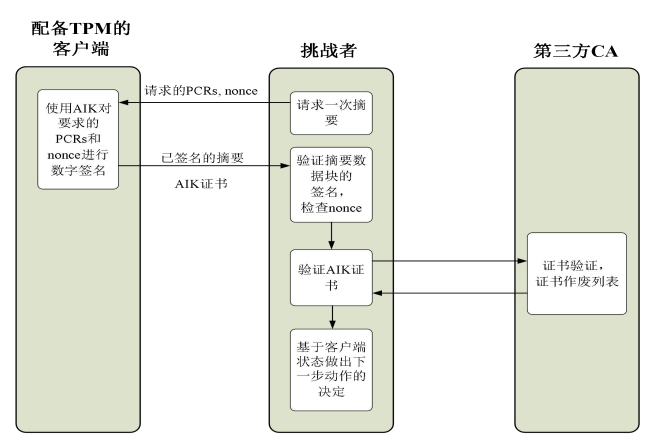 配备TPM的
客户端
挑战者
第三方CA
请求的PCRs, nonce
使用AIK对
要求的
PCRs和
nonce进行
数字签名
请求一次摘
要
已签名的摘要
AIK证书
验证摘要数
据块的
签名，
检查nonce
验证AIK证
书
证书验证，
证书作废列表
基于客户端
状态做出下
一步动作的
决定